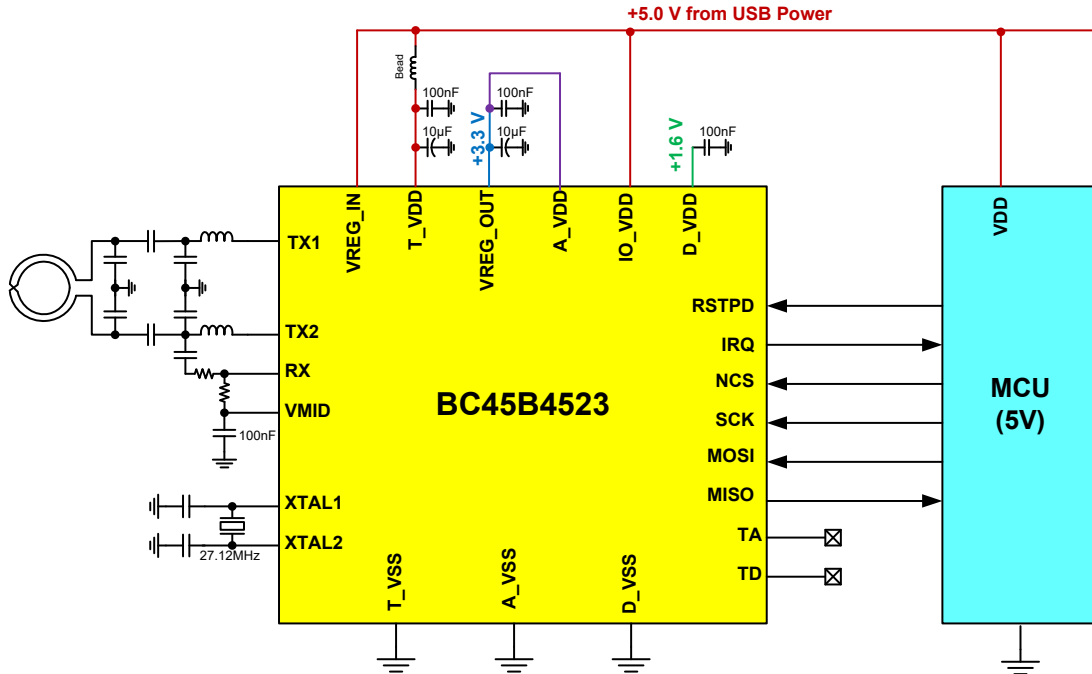 +5.0 V from USB Power
Bead
100nF
10µF
+3.3 V
100nF
10µF
+1.6 V
100nF
VREG_IN
T_VDD
VREG_OUT
A_VDD
IO_VDD
D_VDD
VDD
TX1
TX2
RX
VMID
100nF
XTAL1
XTAL2
27.12MHz
BC45B4523
RSTPD
IRQ
NCS
SCK
MOSI
MISO
TA
TD
MCU
(5V)
T_VSS
A_VSS
D_VSS